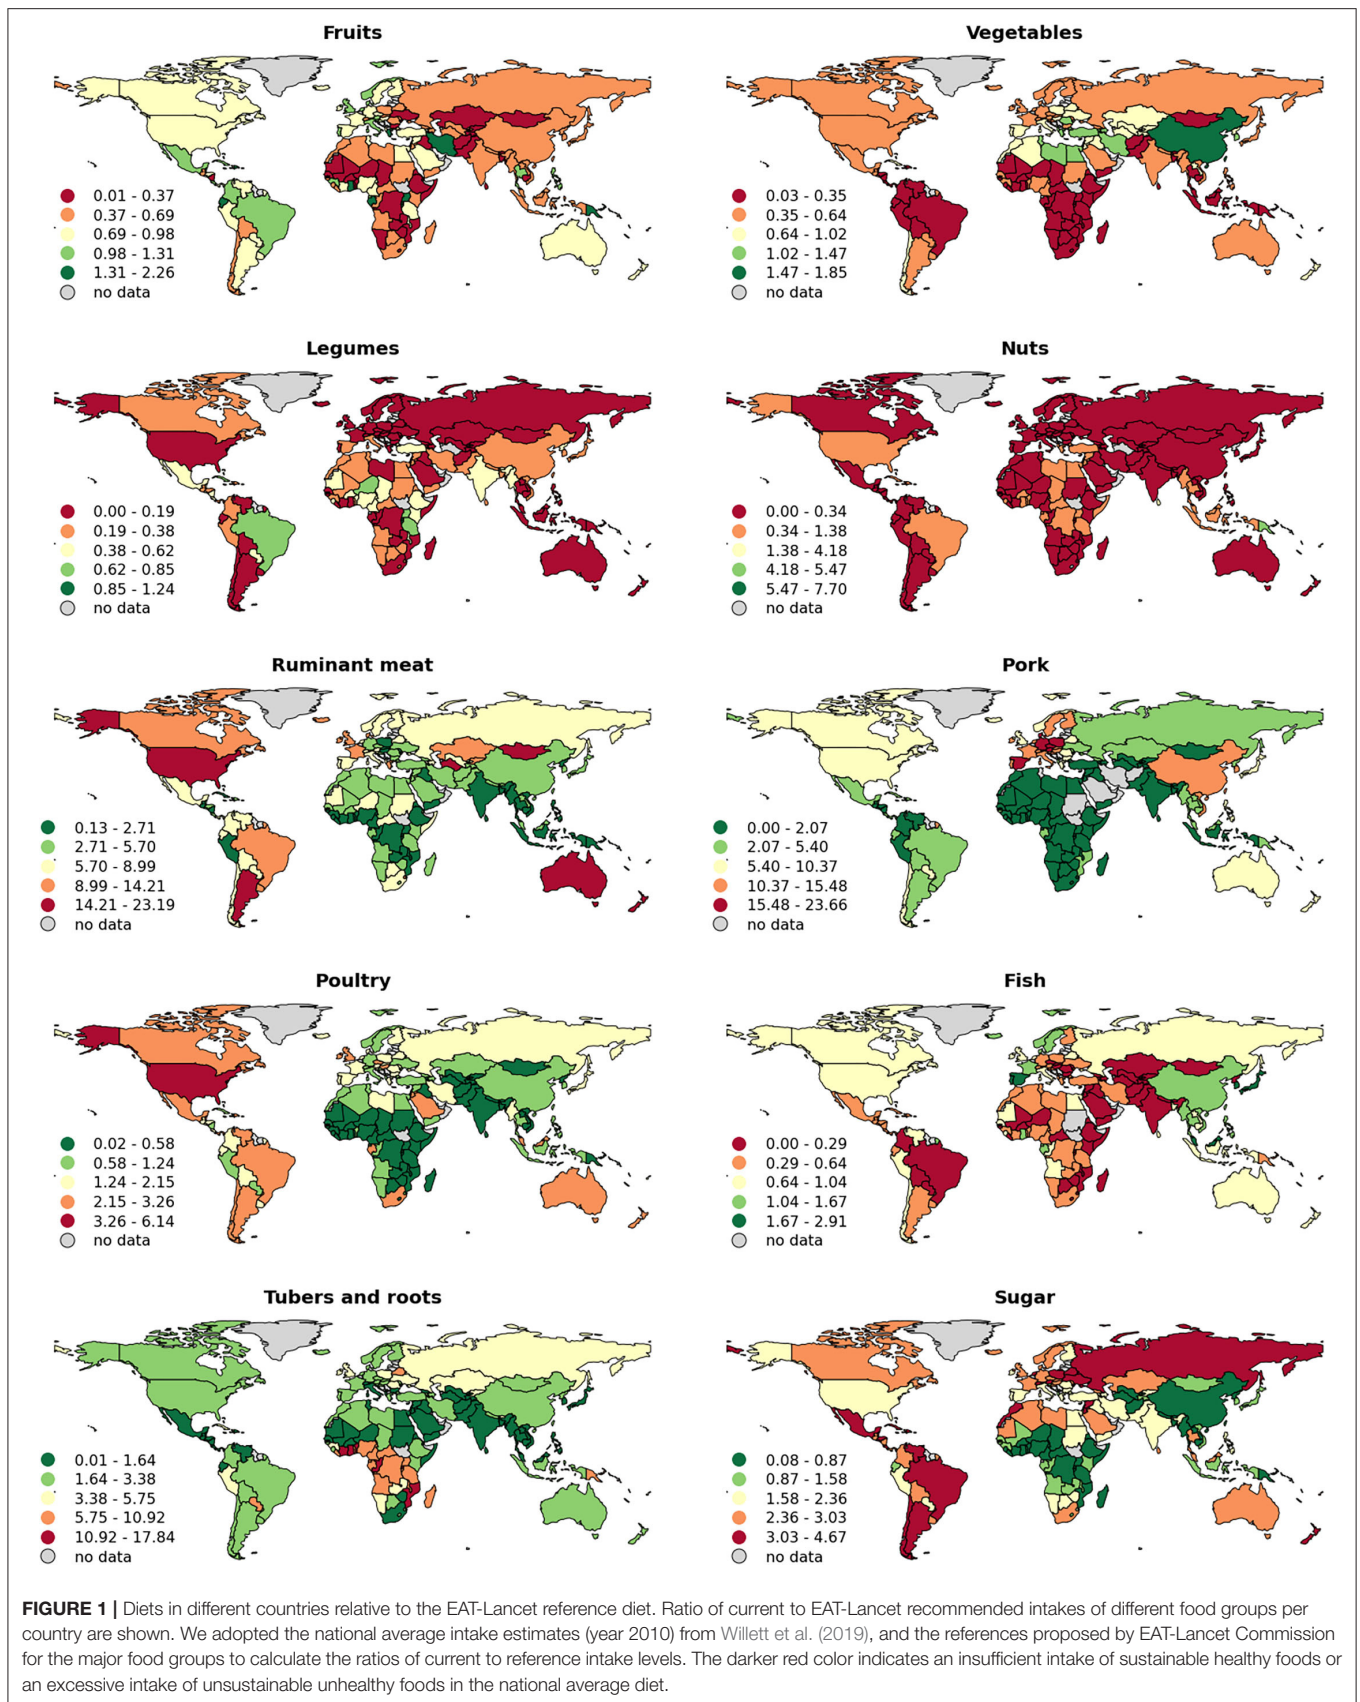 Fruits
0.01 - 0.37
0.37 - 0.69
0.69 - 0.98
0.98 - 1.31
1.31 - 2.26
no data
Vegetables
0.03 - 0.35
0.35 - 0.64
0.64 - 1.02
1.02 - 1.47
1.47 - 1.85
no data
Legumes
0.00 - 0.19
0.19 - 0.38
0.38 - 0.62
0.62 - 0.85
0.85 - 1.24
no data
Nuts
0.00 - 0.34
0.34 - 1.38
1.38 - 4.18
4.18 - 5.47
5.47 - 7.70
no data
Ruminant meat
0.13 - 2.71
2.71 - 5.70
5.70 - 8.99
8.99 - 14.21
14.21 - 23.19
no data
Pork
0.00 - 2.07
2.07 - 5.40
5.40 - 10.37
10.37 - 15.48
15.48 - 23.66
no data
Poultry
0.02 - 0.58
0.58 - 1.24
1.24 - 2.15
2.15 - 3.26
3.26 - 6.14
no data
Fish
0.00 - 0.29
0.29 - 0.64
0.64 - 1.04
1.04 - 1.67
1.67 - 2.91
no data
Tubers and roots
0.01 - 1.64
1.64 - 3.38
3.38 - 5.75
5.75 - 10.92
10.92 - 17.84
no data
Sugar
0.08 - 0.87
0.87 - 1.58
1.58 - 2.36
2.36 - 3.03
3.03 - 4.67
no data
FIGURE 1 | Diets in different countries relative to the EAT-Lancet reference diet. Ratio of current to EAT-Lancet recommended intakes of different food groups per
country are shown. We adopted the national average intake estimates (year 2010) from Willett et al. (2019), and the references proposed by EAT-Lancet Commission
for the major food groups to calculate the ratios of current to reference intake levels. The darker red color indicates an insufficient intake of sustainable healthy foods or
an excessive intake of unsustainable unhealthy foods in the national average diet.